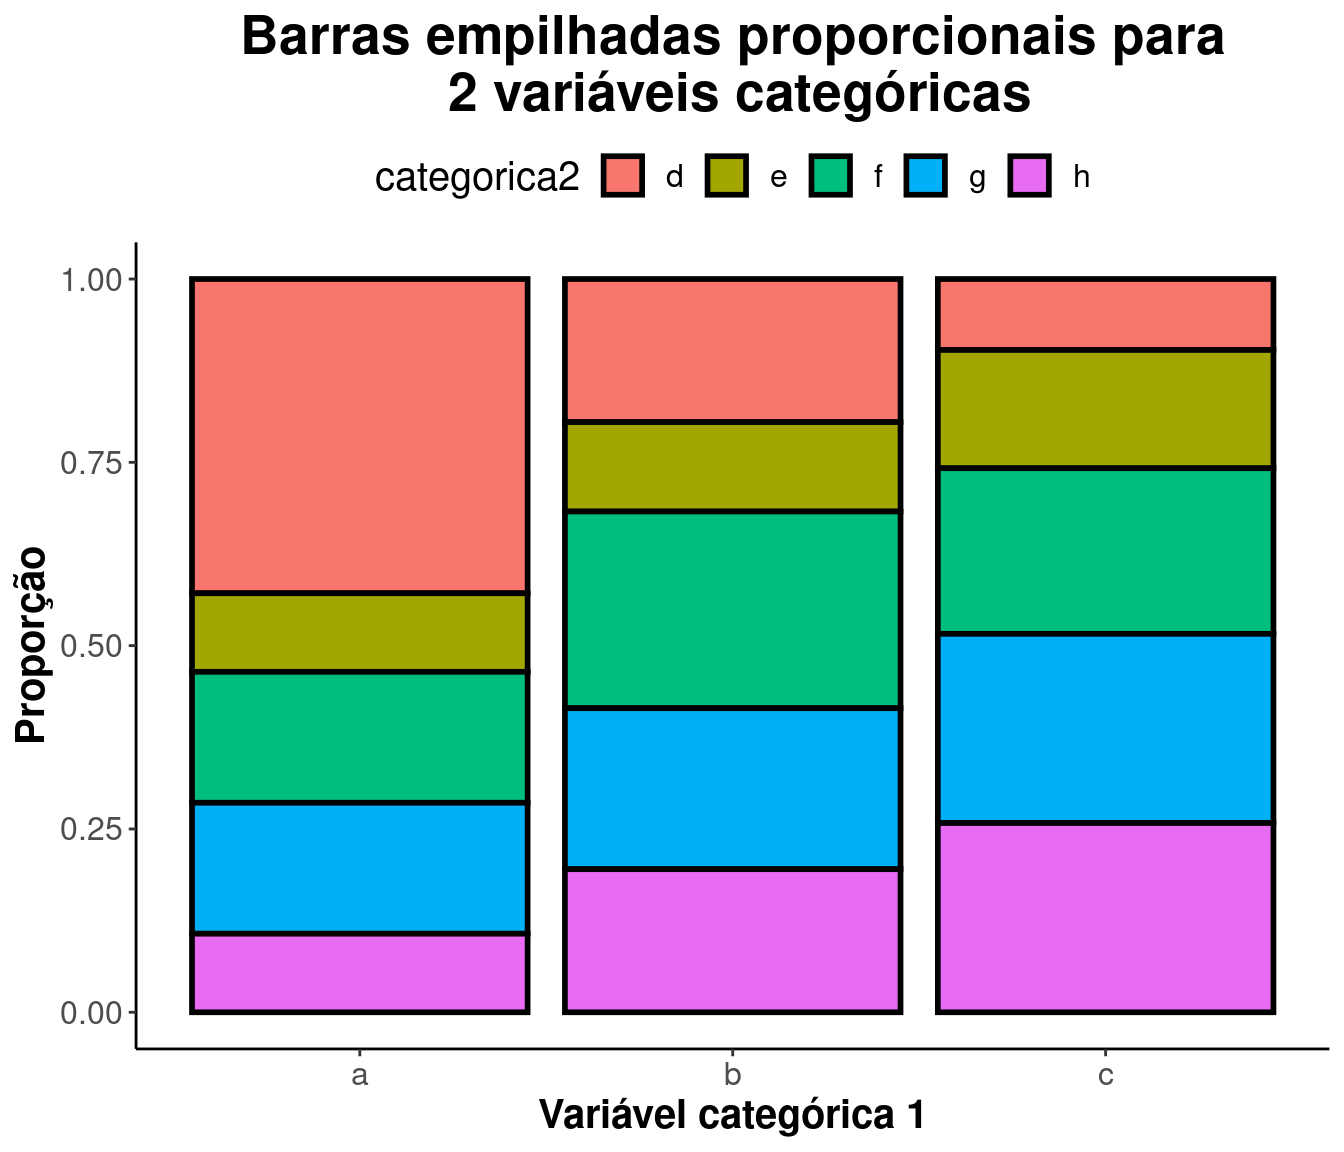 Barras empilhadas proporcionais para
2 variáveis categóricas
categorica2 d e f g h
1.00
0.75
0.50
0.25
0.00
Proporção
a b c
Variável categórica 1